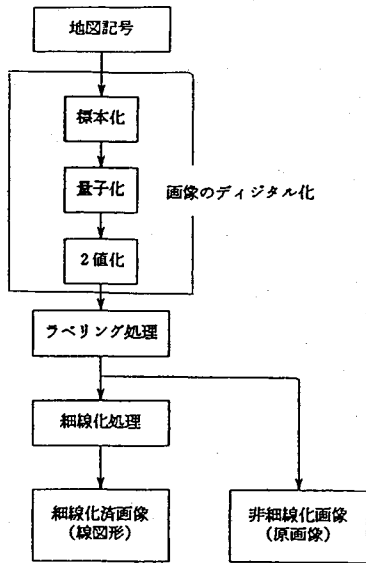 地図記号
標本化
量子化
画像のディジタル化
2値化
ラベリング処理
細線化処理
細線化済画像
(線図形)
非細線化画像
(原画像)